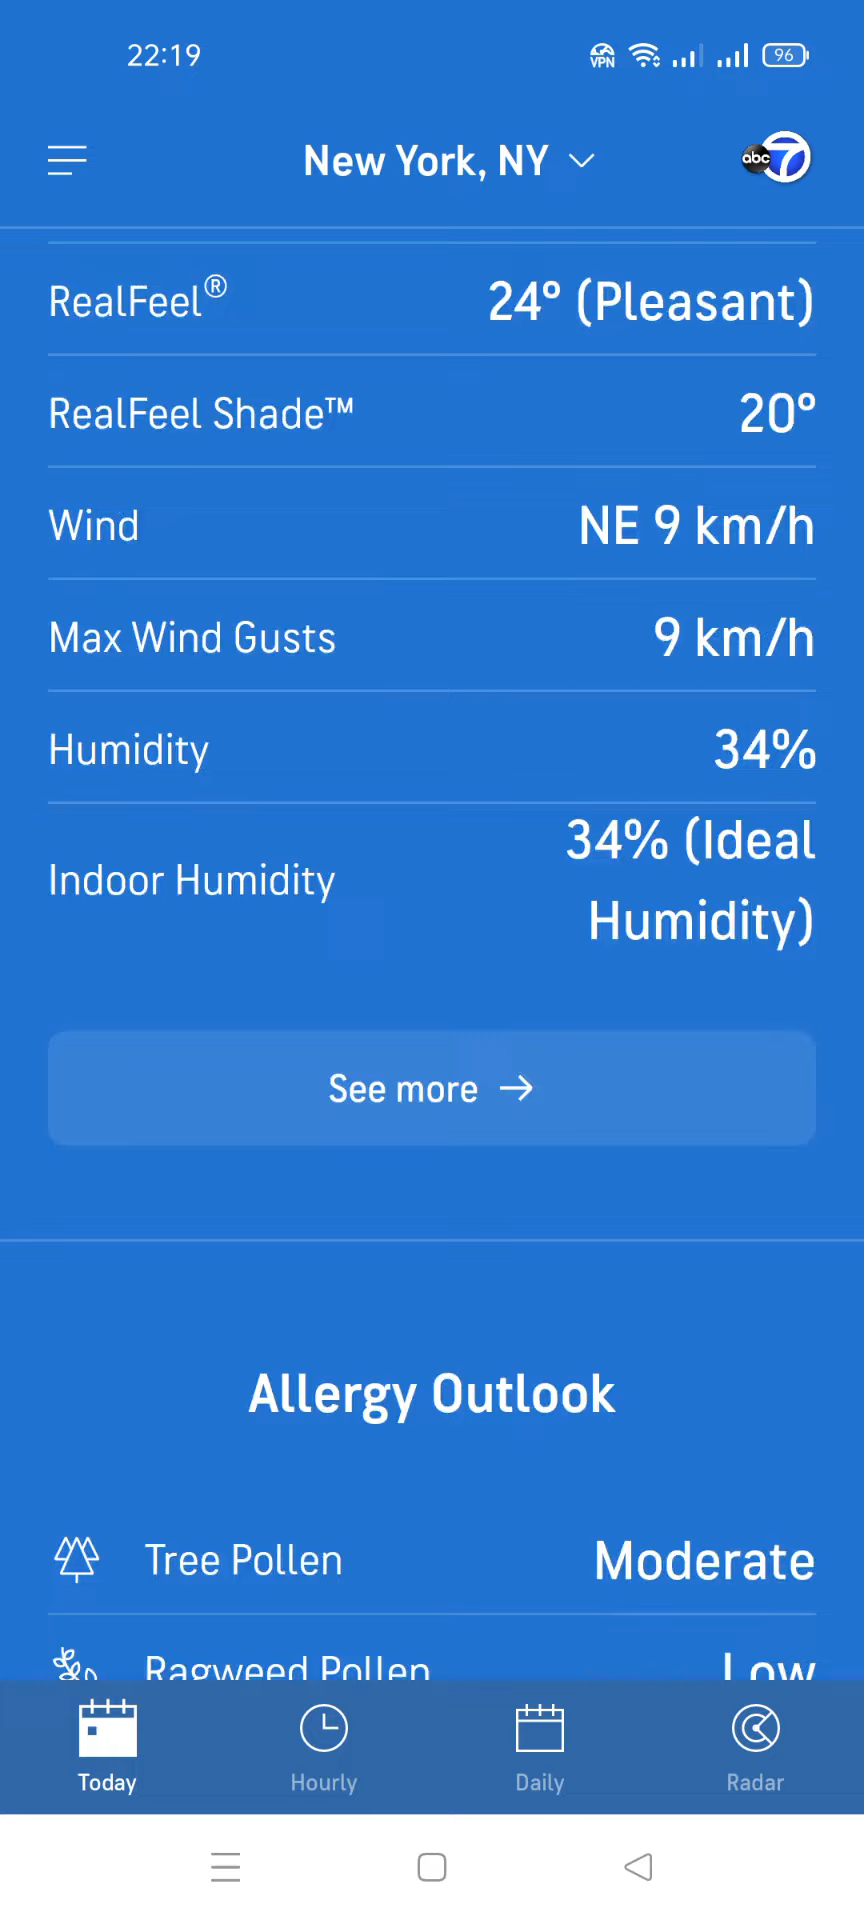 22:19
VPN
96
New York, NY
abc 7
RealFeel® 24° (Pleasant)
RealFeel Shade™ 20°
Wind NE 9 km/h
Max Wind Gusts 9 km/h
Humidity 34%
Indoor Humidity 34% (Ideal
Humidity)
See more →
Allergy Outlook
Tree Pollen Moderate
Ragweed Pollen Low
Today Hourly Daily Radar